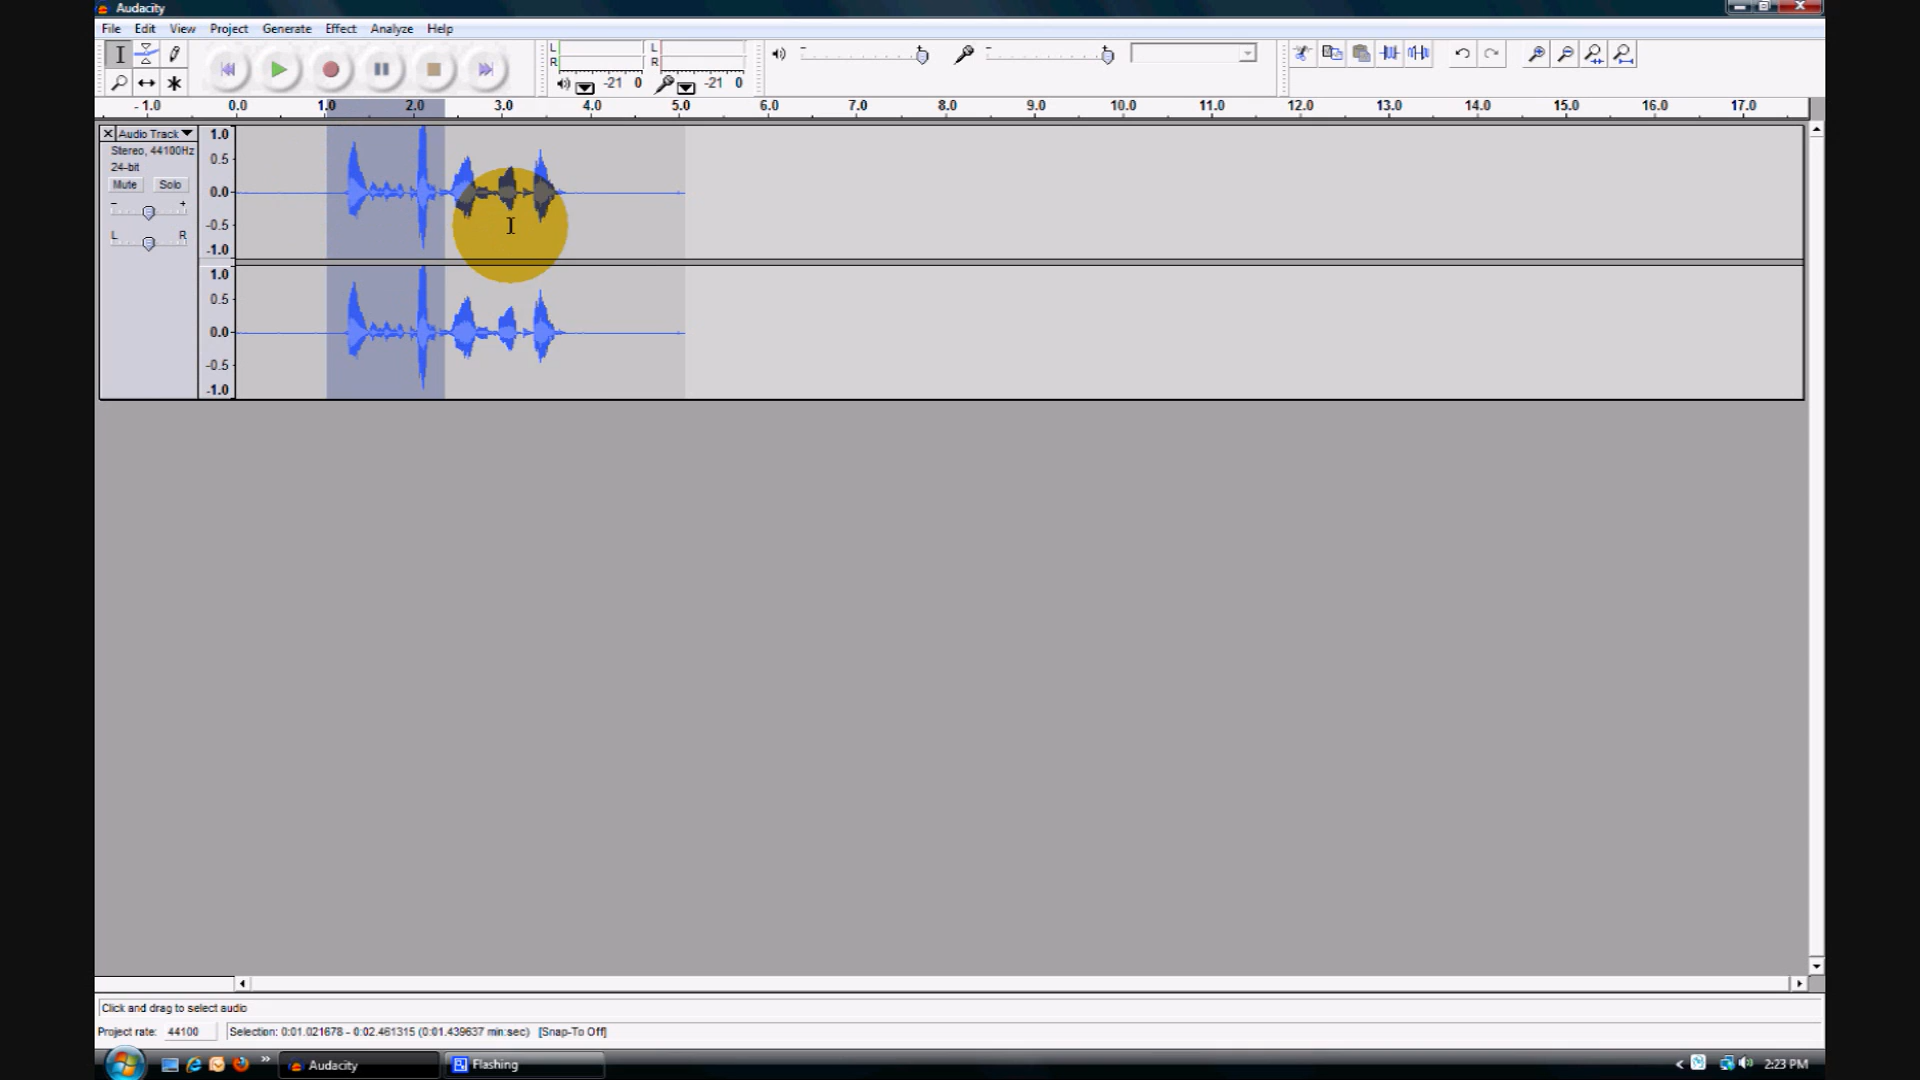 Audacity
File Edit View Project Generate Effect Analyze Help
L R L R
-21 0 -21 0
-1.0 0.0 1.0 2.0 3.0 4.0 5.0 6.0 7.0 8.0 9.0 10.0 11.0 12.0 13.0 14.0 15.0 16.0 17.0
Audio Track
Stereo, 44100Hz
24-bit
Mute Solo
- +
L R
1.0
0.5
0.0
-0.5
-1.0
1.0
0.5
0.0
-0.5
-1.0
Click and drag to select audio
Project rate: 44100 Selection: 0:01.021678 - 0:02.461315 (0:01.439637 min:sec) [Snap-To Off]
Audacity Flashing 2:23 PM